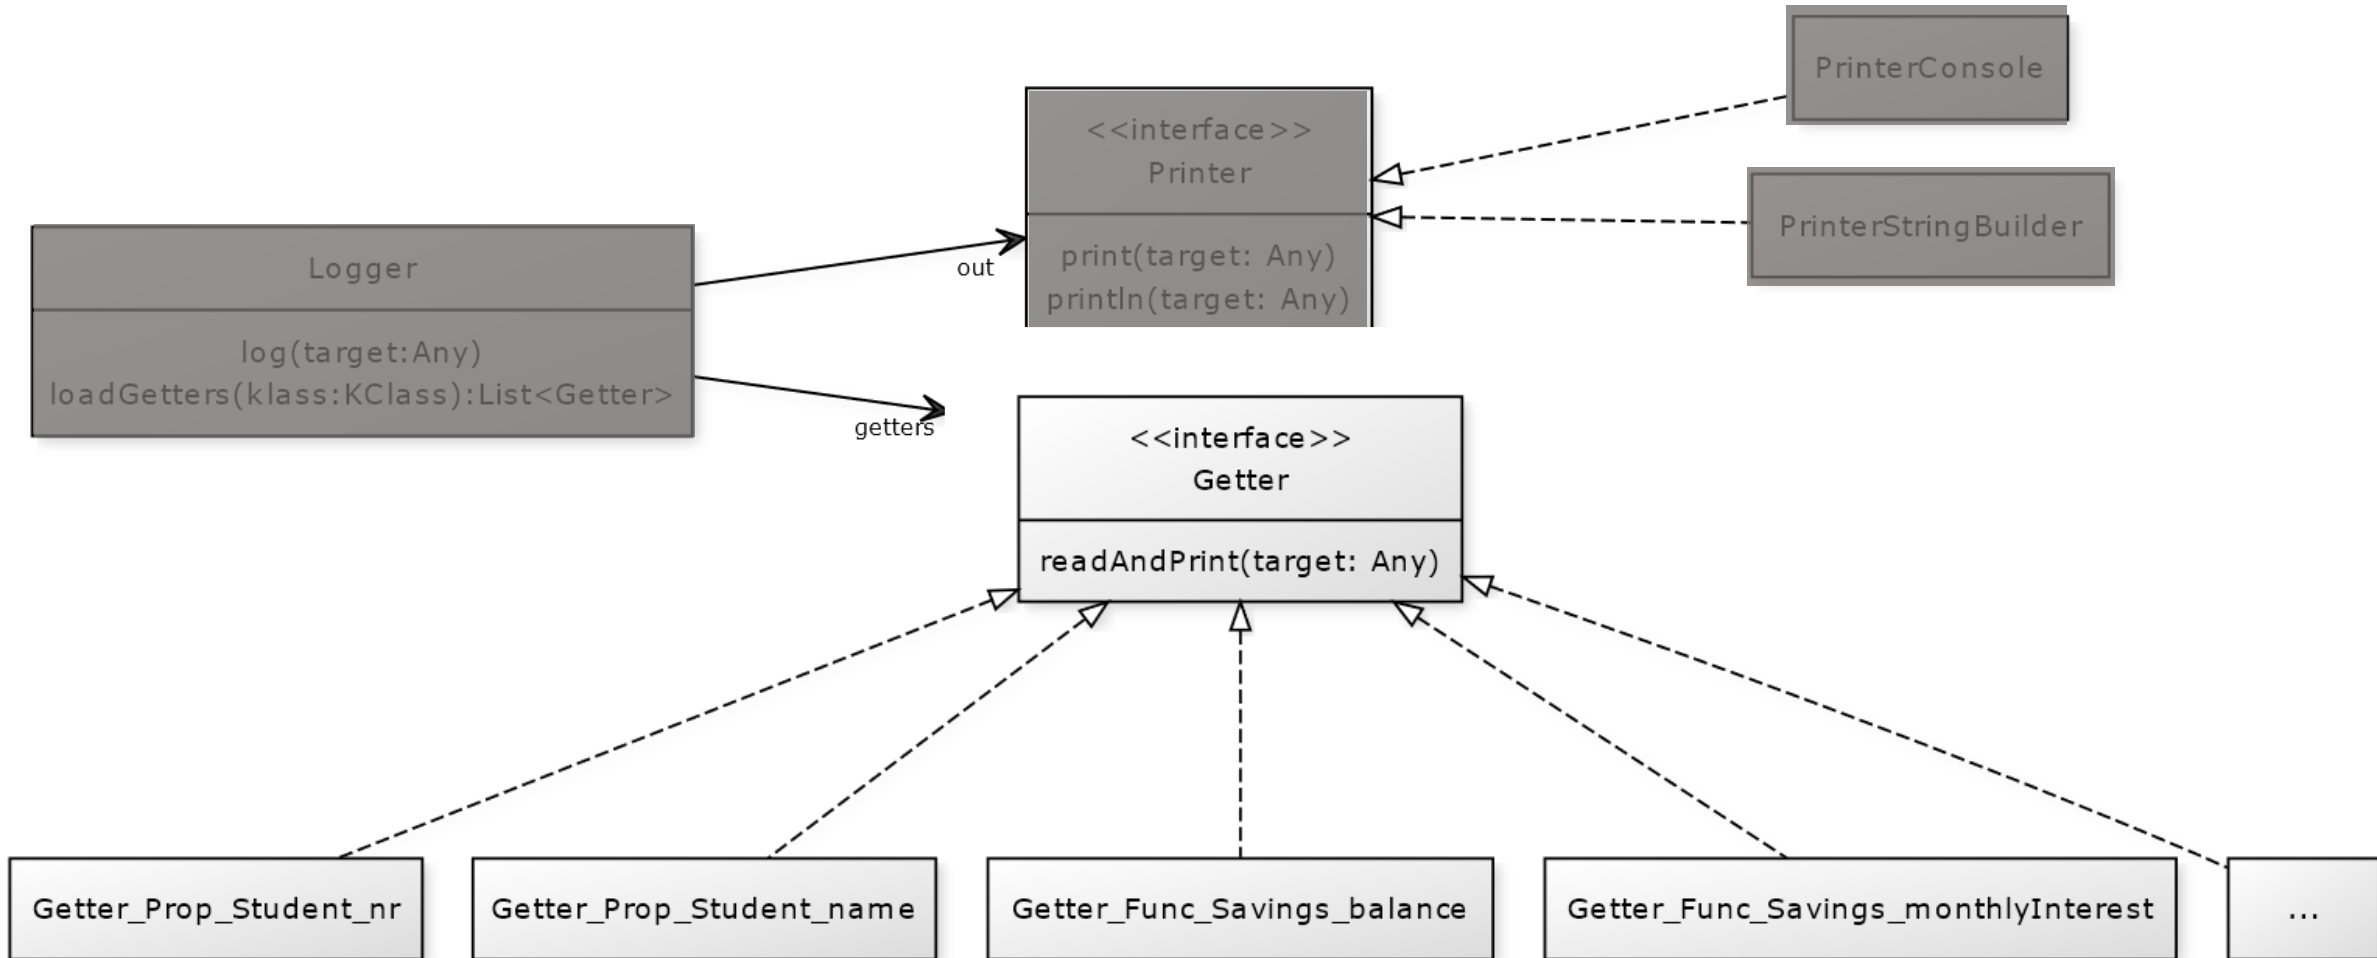 PrinterConsole
<<interface>>
Printer
print(target: Any)
println(target: Any)
PrinterStringBuilder
Logger
log(target:Any)
loadGetters(klass:KClass):List<Getter>
out
getters
<<interface>>
Getter
readAndPrint(target: Any)
Getter_Prop_Student_nr
Getter_Prop_Student_name
Getter_Func_Savings_balance
Getter_Func_Savings_monthlyInterest
...